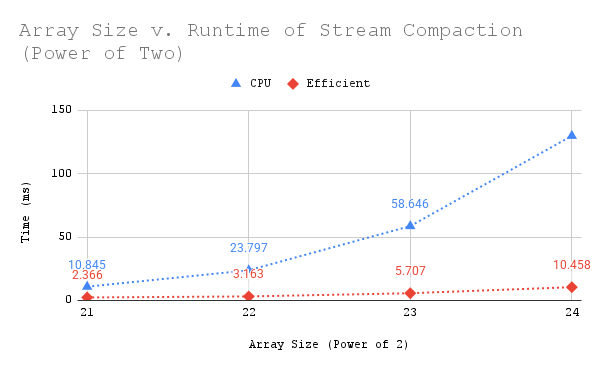 Array Size v. Runtime of Stream Compaction
(Power of Two)
CPU Efficient
150
100
50
0
Time (ms)
10.845
23.797
58.646
2.366
3.163
5.707
10.458
21 22 23 24
Array Size (Power of 2)